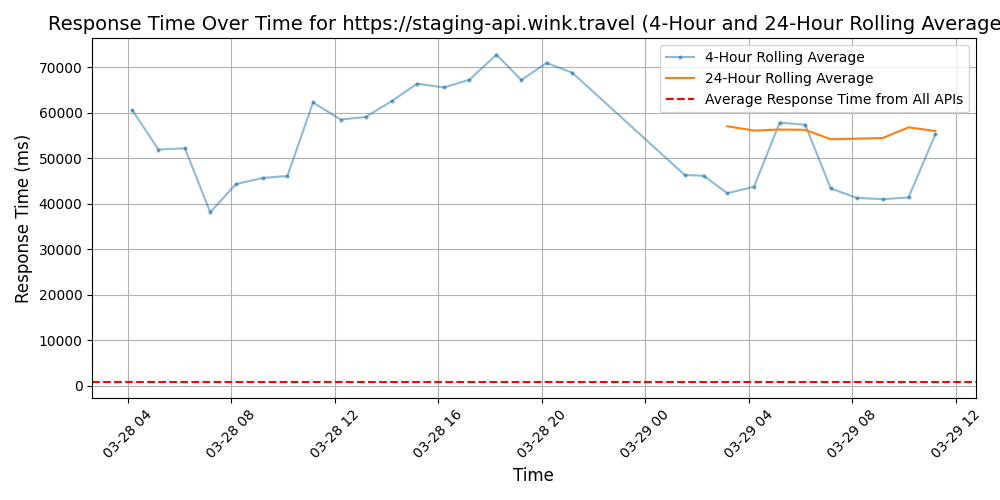 Response Time Over Time for https://staging-api.wink.travel (4-Hour and 24-Hour Rolling Average
4-Hour Rolling Average
24-Hour Rolling Average
Average Response Time from All APIs
Response Time (ms)
70000
60000
50000
40000
30000
20000
10000
0
03-28 04
03-28 08
03-28 12
03-28 16
03-28 20
03-29 00
03-29 04
03-29 08
03-29 12
Time